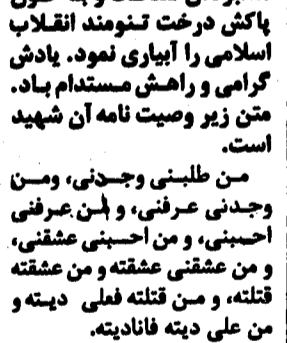 پاکش درخت تنومند انقلاب
اسلامی را آبیاری نمود. یادش
گرامی و راهش مستدام باد.
متن زیر وصیت نامه آن شهید
است.
من طلبنی وجدنی، ومن
وجدنی عرفنی، و من عرفنی
احبنی، و من احبنی عشقنی،
و من عشقنی عشقته و من عشقته
قتلته، و من قتلته فعلی دیته و
من علی دیته فانادیته.